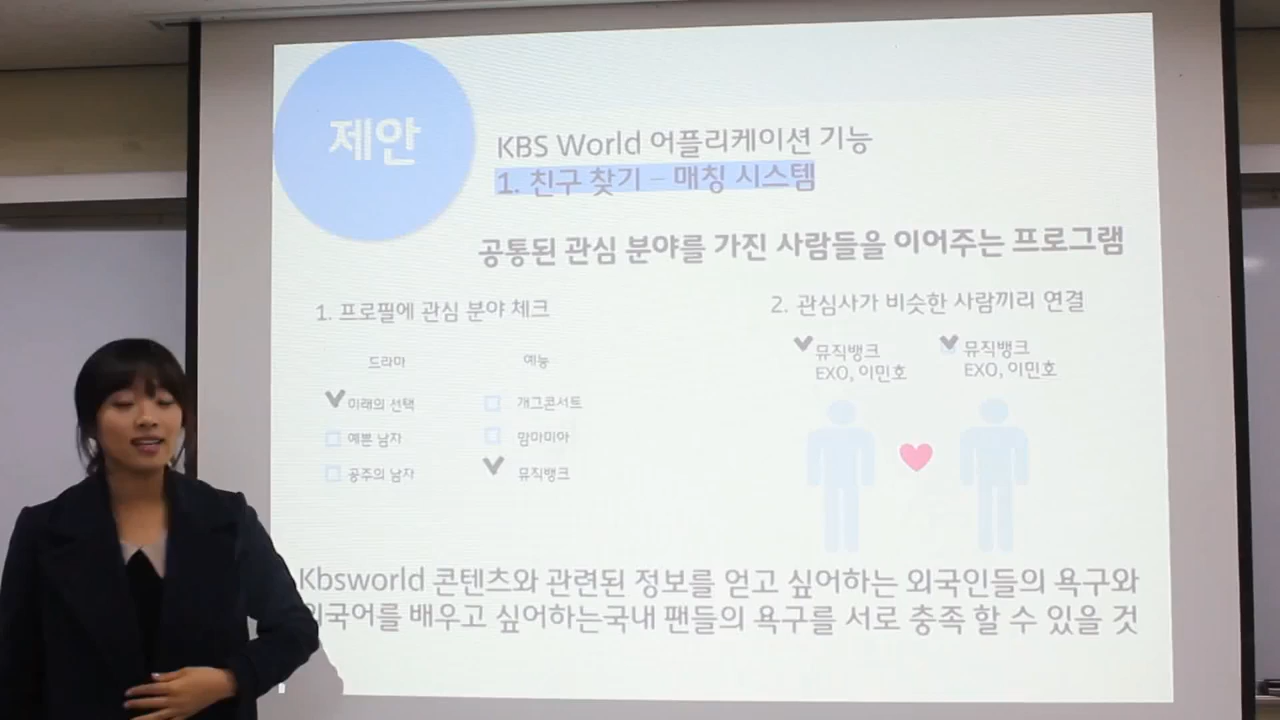 제안
KBS World 어플리케이션 기능
1. 친구 찾기 – 매칭 시스템
공통된 관심 분야를 가진 사람들을 이어주는 프로그램
1. 프로필에 관심 분야 체크
드라마 예능
미래의 선택 개그콘서트
예쁜 남자 맘마미아
공주의 남자 뮤직뱅크
2. 관심사가 비슷한 사람끼리 연결
뮤직뱅크 뮤직뱅크
EXO, 이민호 EXO, 이민호
Kbsworld 콘텐츠와 관련된 정보를 얻고 싶어하는 외국인들의 욕구와
외국어를 배우고 싶어하는국내 팬들의 욕구를 서로 충족 할 수 있을 것